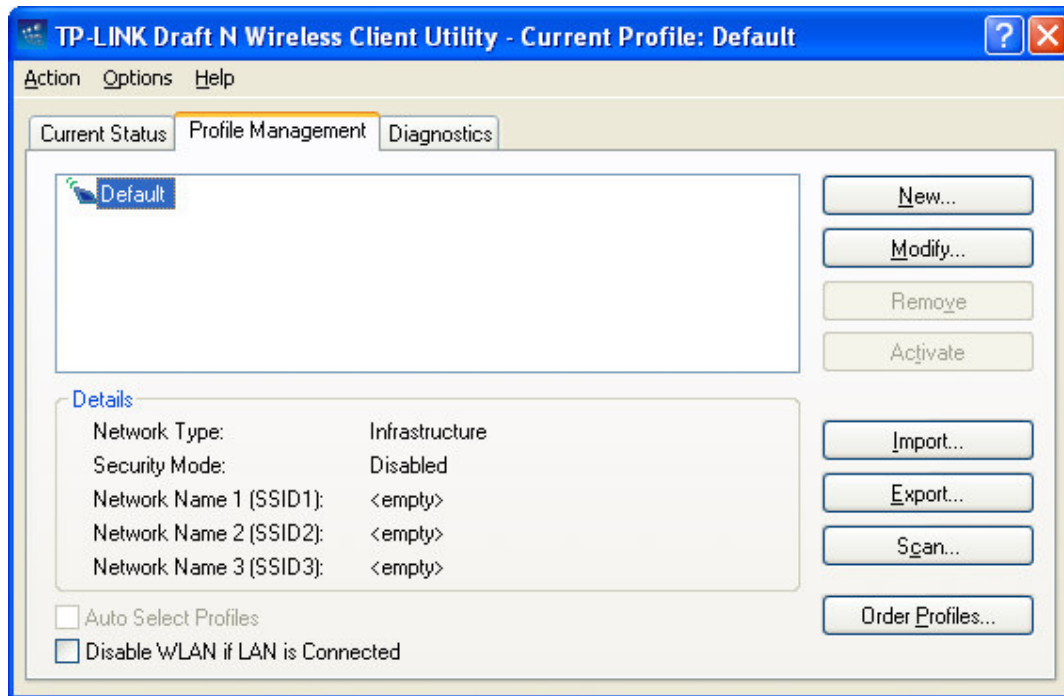 TP-LINK Draft N Wireless Client Utility - Current Profile: Default
Action Options Help
Current Status Profile Management Diagnostics
Default
New...
Modify...
Remove
Activate
Details
Network Type: Infrastructure
Security Mode: Disabled
Network Name 1 (SSID1): <empty>
Network Name 2 (SSID2): <empty>
Network Name 3 (SSID3): <empty>
Import...
Export...
Scan...
Order Profiles...
Auto Select Profiles
Disable WLAN if LAN is Connected